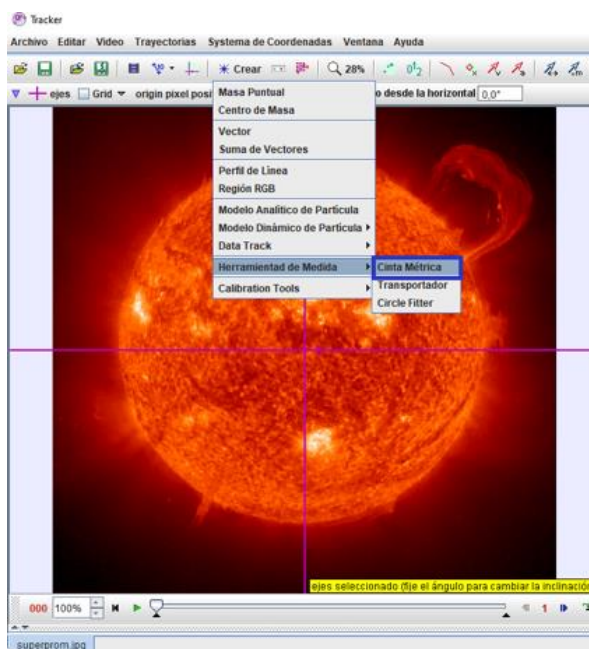 Tracker
Archivo Editar Video Trayectorias Systema de Coordenadas Ventana Ayuda
Crear 28%
ejes Grid origin pixel posi o desde la horizontal 0,0°
Masa Puntual
Centro de Masa
Vector
Suma de Vectores
Perfil de Línea
Región RGB
Modelo Analítico de Partícula
Modelo Dinámico de Partícula
Data Track
Herramientad de Medida
Cinta Métrica
Calibration Tools
Transportador
Circle Fitter
ejes seleccionado (fije el ángulo para cambiar la inclinación
000 100% 1
superprom.jpg